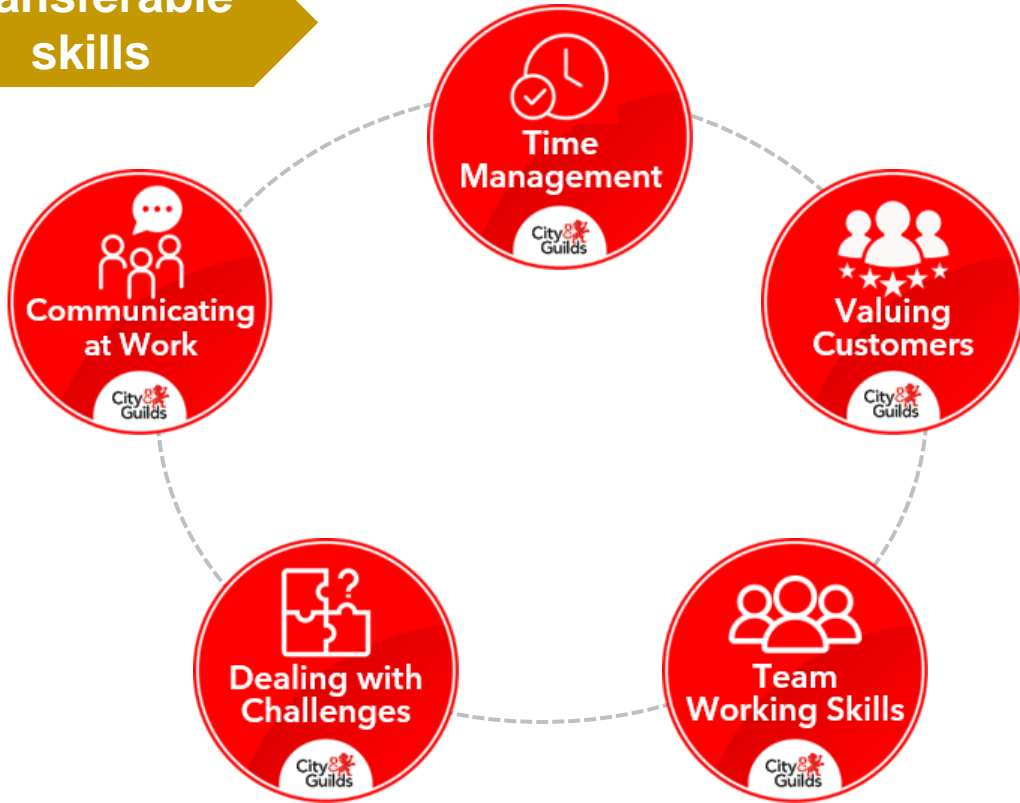 ansferable
skills
Time
Management
City&
Guilds
Communicating
at Work
City&
Guilds
Valuing
Customers
City&
Guilds
?
Dealing with
Challenges
City&
Guilds
Team
Working Skills
City&
Guilds